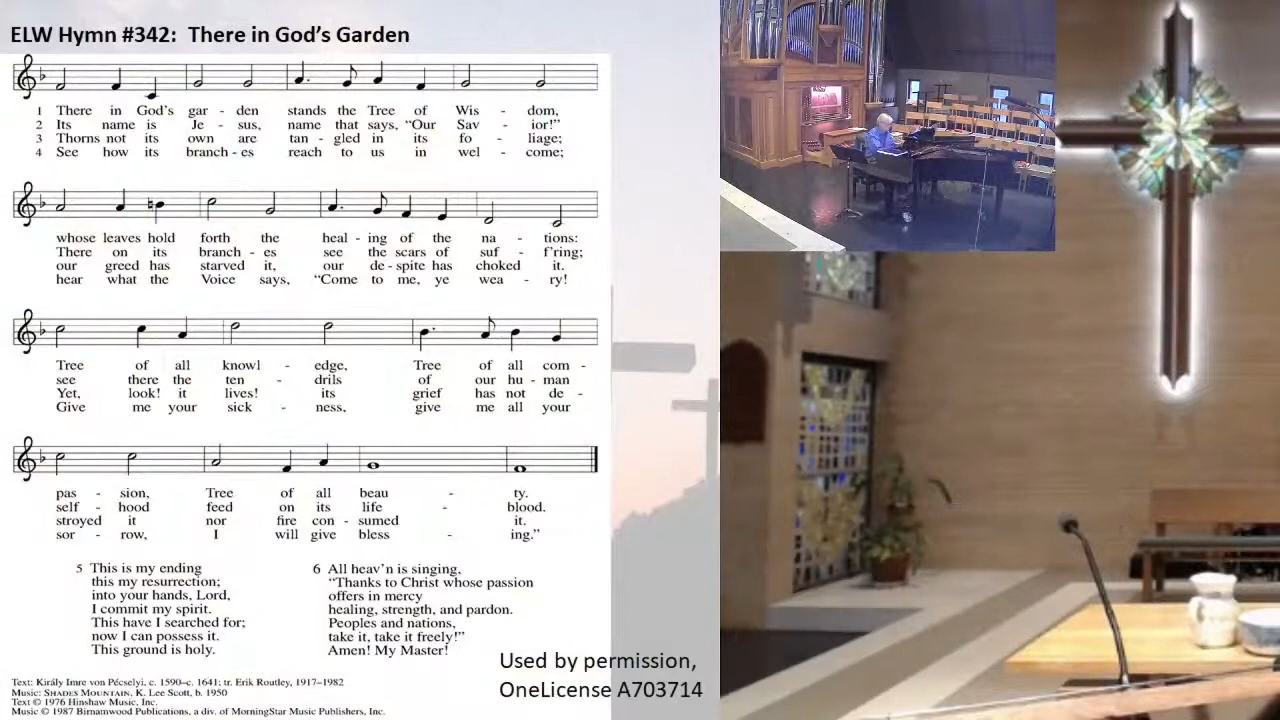 ELW Hymn #342:  There in God's Garden
1 There in God's gar - den stands the Tree of Wis - dom,
2 Its name is Je - sus, name that says, "Our Sav - ior!"
3 Thorns not its own are tan - gled in its fo - liage;
4 See how its branch - es reach to us in wel - come;
whose leaves hold forth the heal - ing of the na - tions:
There on its branch - es see the scars of suf - f'ring;
our greed has starved it, our de - spite has choked it.
hear what the Voice says, "Come to me, ye wea - ry!
Tree of all knowl - edge, Tree of all com -
see there the ten - drils of our hu - man
Yet, look! it lives! its grief has not de -
Give me your sick - ness, give me all your
pas - sion, Tree of all beau - ty.
self - hood feed on its life - blood.
stroyed it nor fire con - sumed it.
sor - row, I will give bless - ing."
5 This is my ending
this my resurrection;
into your hands, Lord,
I commit my spirit.
This have I searched for;
now I can possess it.
This ground is holy.
6 All heav'n is singing,
"Thanks to Christ whose passion
offers in mercy
healing, strength, and pardon.
Peoples and nations,
take it, take it freely!"
Amen! My Master!
Used by permission,
OneLicense A703714
Text: Király Imre von Pécselyi, c. 1590–c. 1641; tr. Erik Routley, 1917–1982
Music: SHADES MOUNTAIN, K. Lee Scott, b. 1950
Text © 1976 Hinshaw Music, Inc.
Music © 1987 Birnamwood Publications, a div. of MorningStar Music Publishers, Inc.